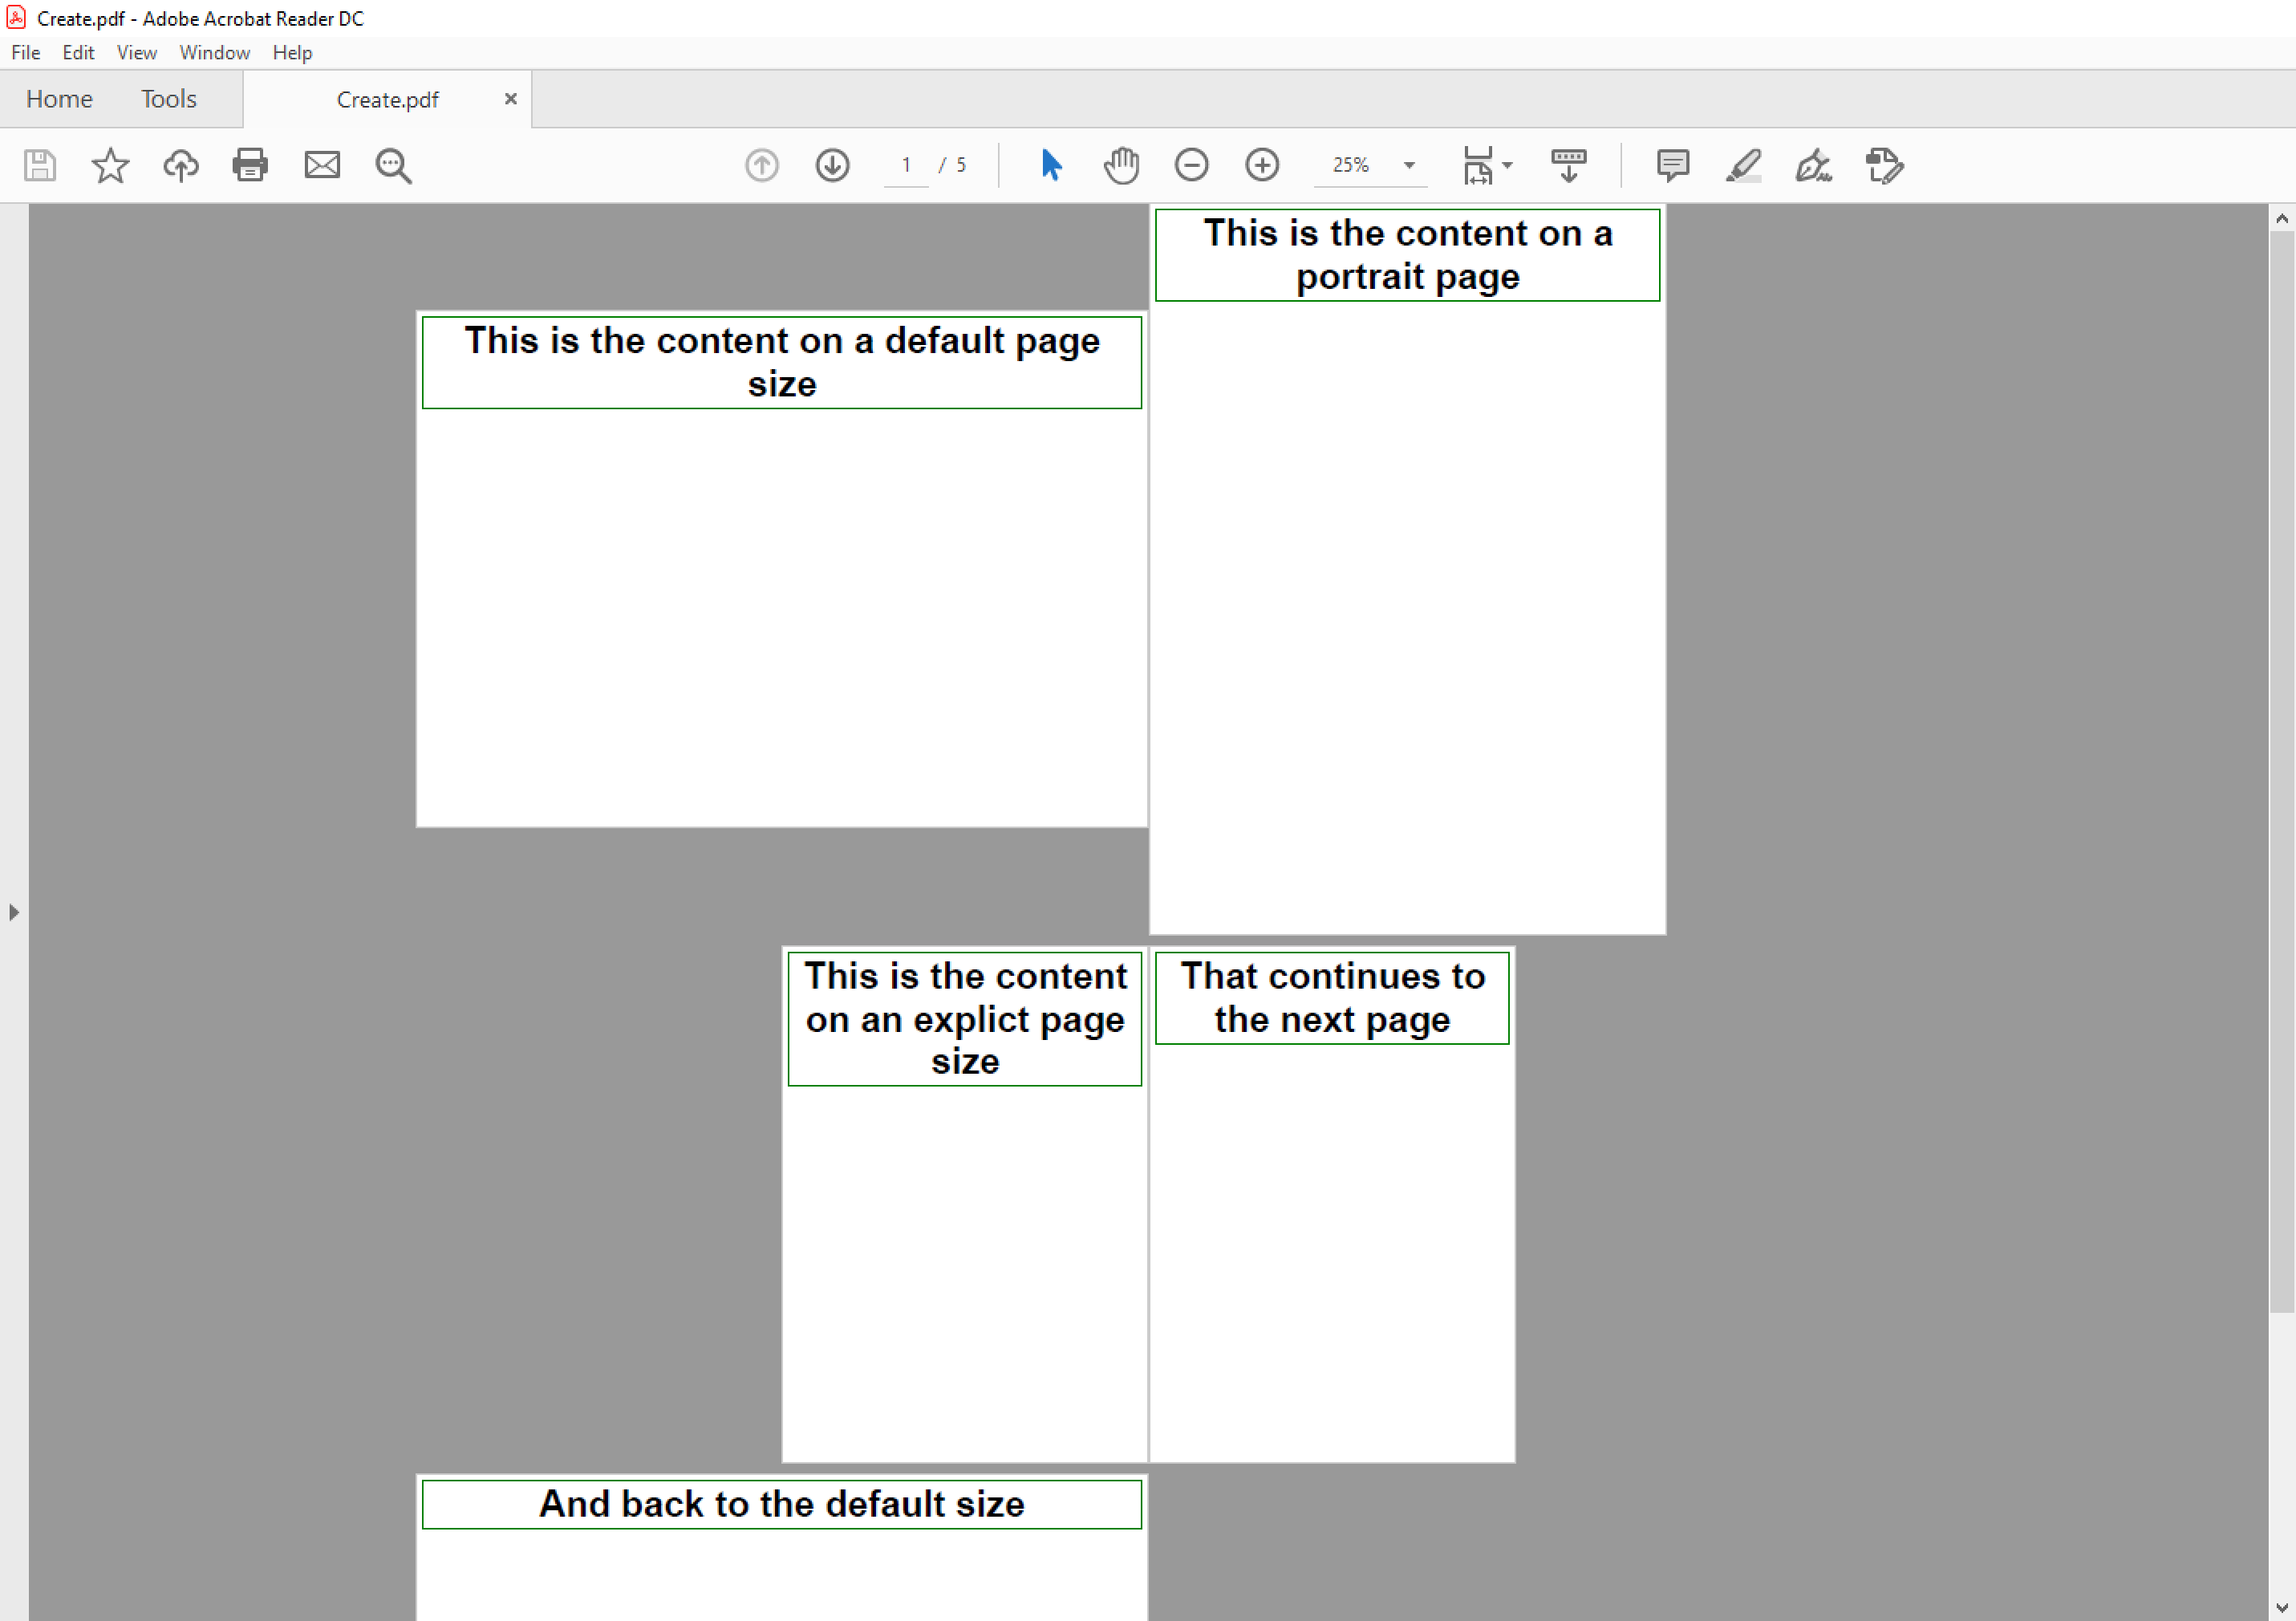 Create.pdf - Adobe Acrobat Reader DC
File Edit View Window Help
Home Tools Create.pdf ×
1 / 5 25%
This is the content on a default page
size
This is the content on a
portrait page
This is the content
on an explict page
size
That continues to
the next page
And back to the default size